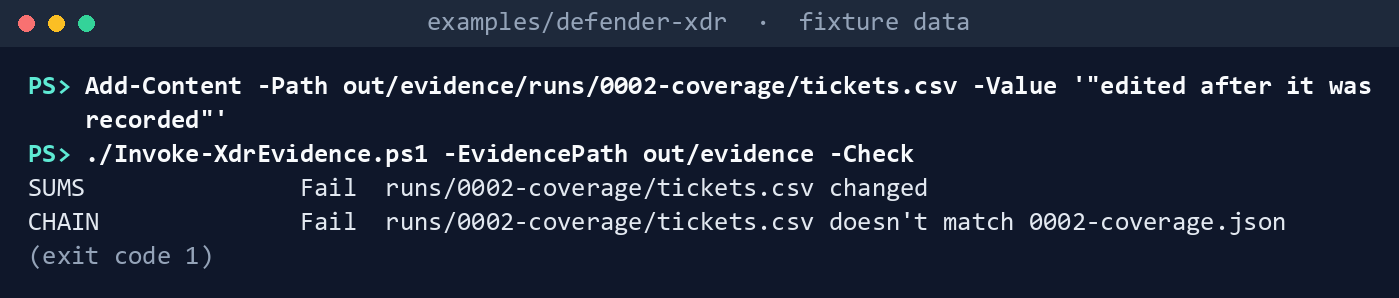 examples/defender-xdr · fixture data
PS> Add-Content -Path out/evidence/runs/0002-coverage/tickets.csv -Value '"edited after it was
recorded"'
PS> ./Invoke-XdrEvidence.ps1 -EvidencePath out/evidence -Check
SUMS Fail runs/0002-coverage/tickets.csv changed
CHAIN Fail runs/0002-coverage/tickets.csv doesn't match 0002-coverage.json
(exit code 1)